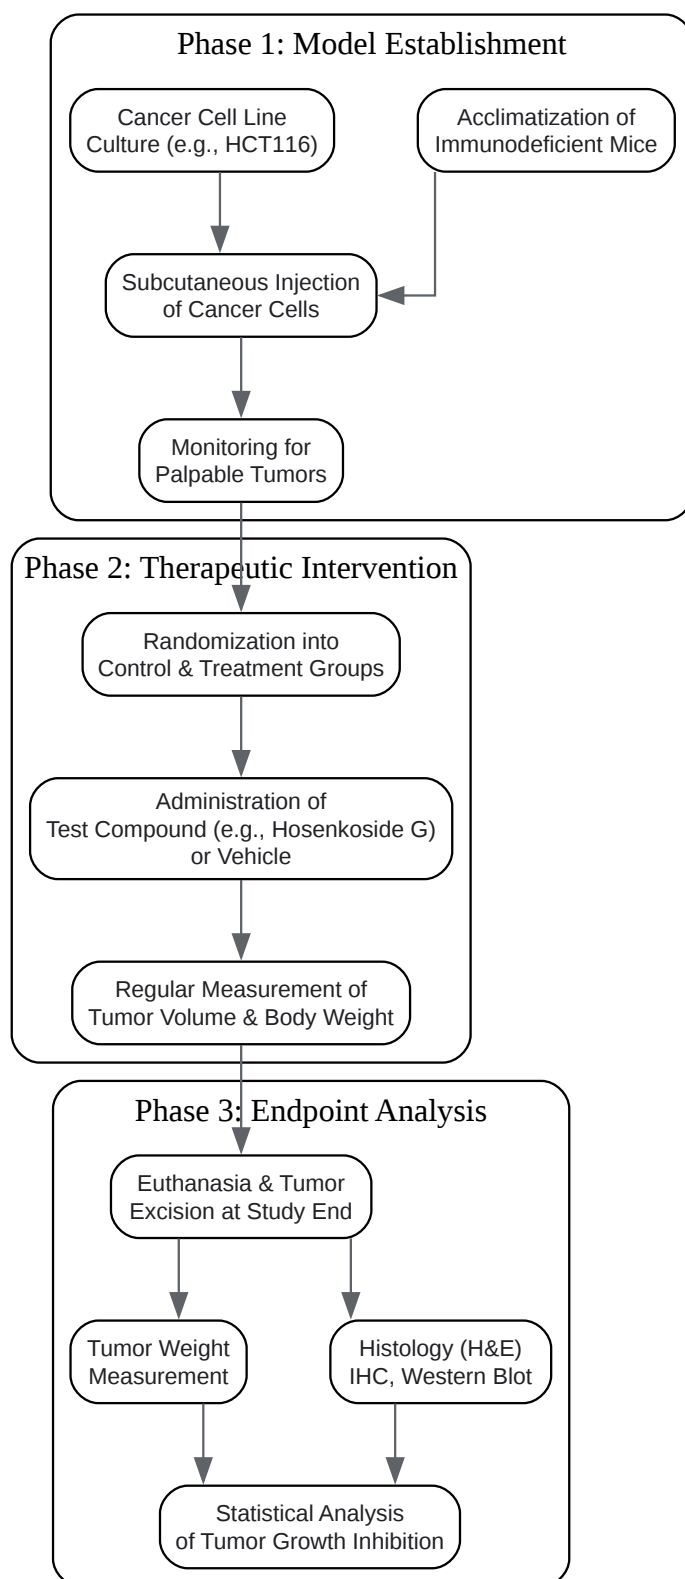 Phase 1: Model Establishment
Cancer Cell Line
Culture (e.g., HCT116)
Acclimatization of
Immunodeficient Mice
Subcutaneous Injection
of Cancer Cells
Monitoring for
Palpable Tumors
Phase 2: Therapeutic Intervention
Randomization into
Control & Treatment Groups
Administration of
Test Compound (e.g., Hosenkoside G)
or Vehicle
Regular Measurement of
Tumor Volume & Body Weight
Phase 3: Endpoint Analysis
Euthanasia & Tumor
Excision at Study End
Tumor Weight
Measurement
Histology (H&E)
IHC, Western Blot
Statistical Analysis
of Tumor Growth Inhibition